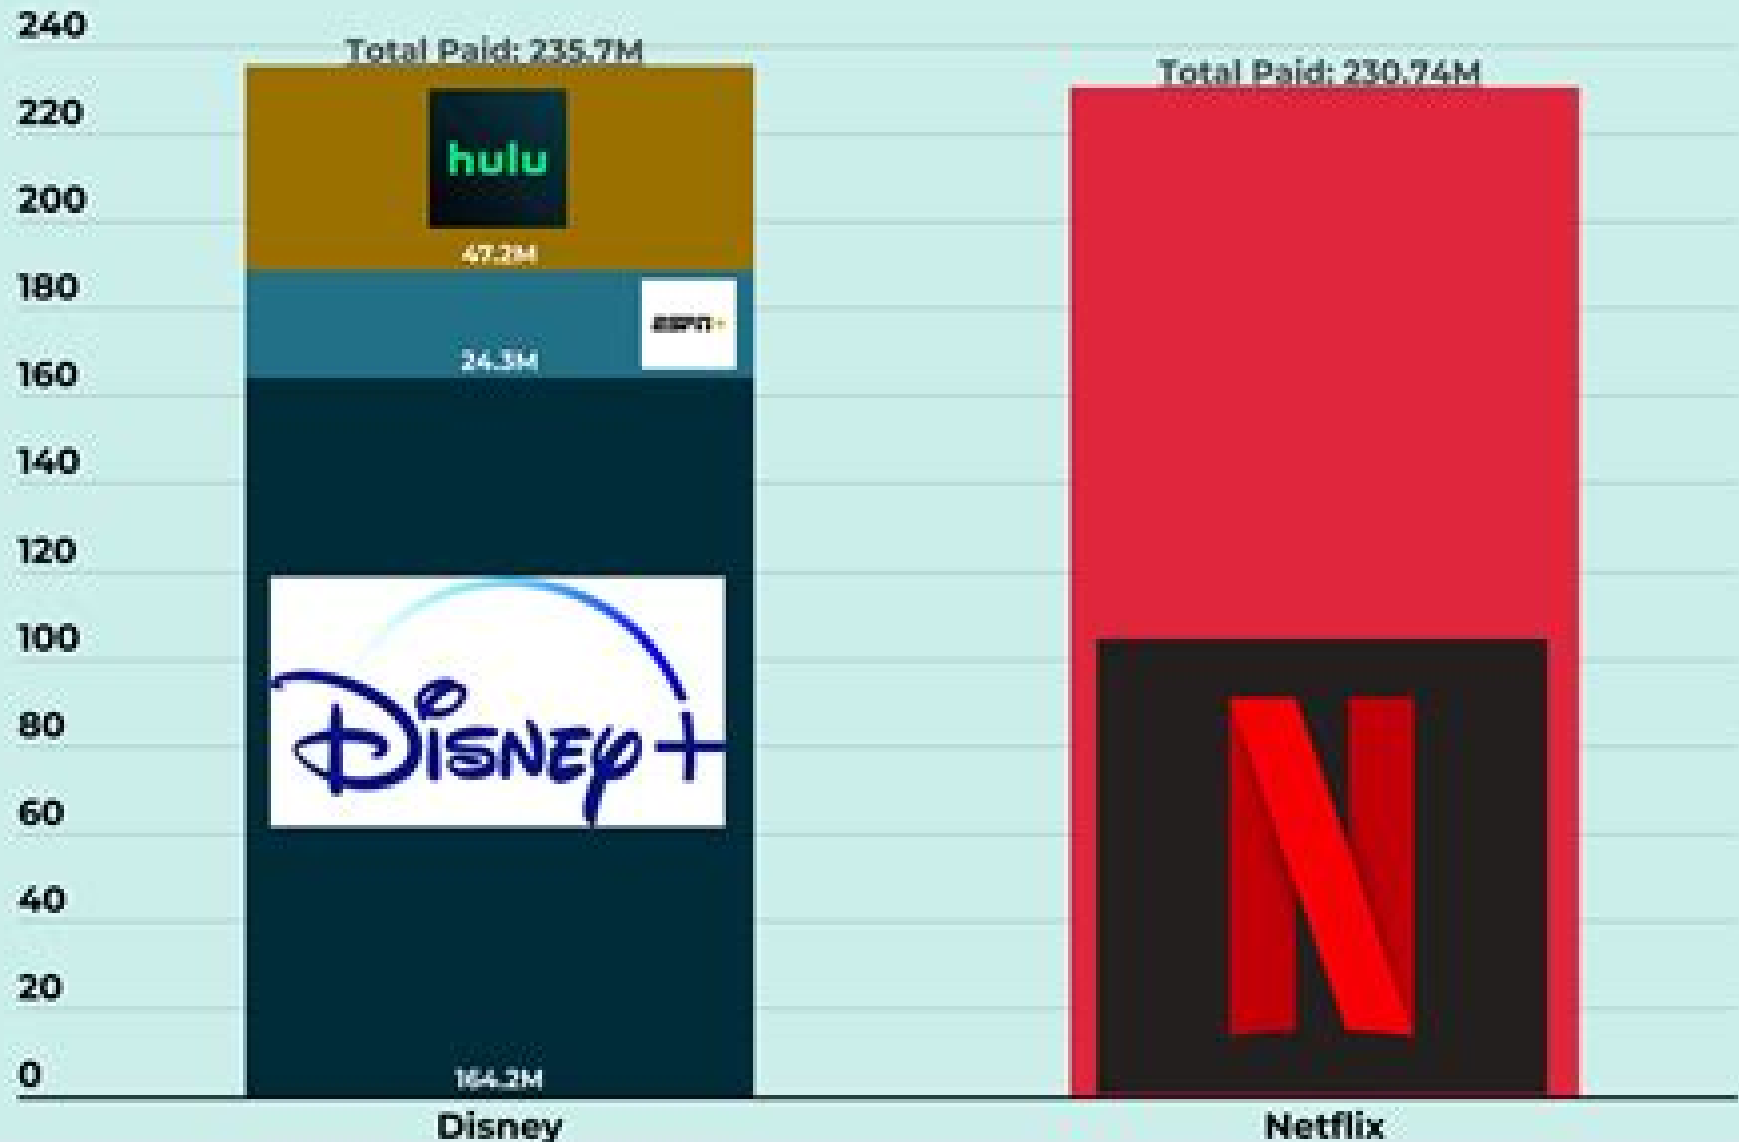 240
Total Paid: 235.7M
Total Paid: 230.74M
220
hulu
200
47.2M
180
ESPN+
24.3M
160
140
120
100
Disney+
80
60
40
20
0
164.2M
Disney
Netflix
N